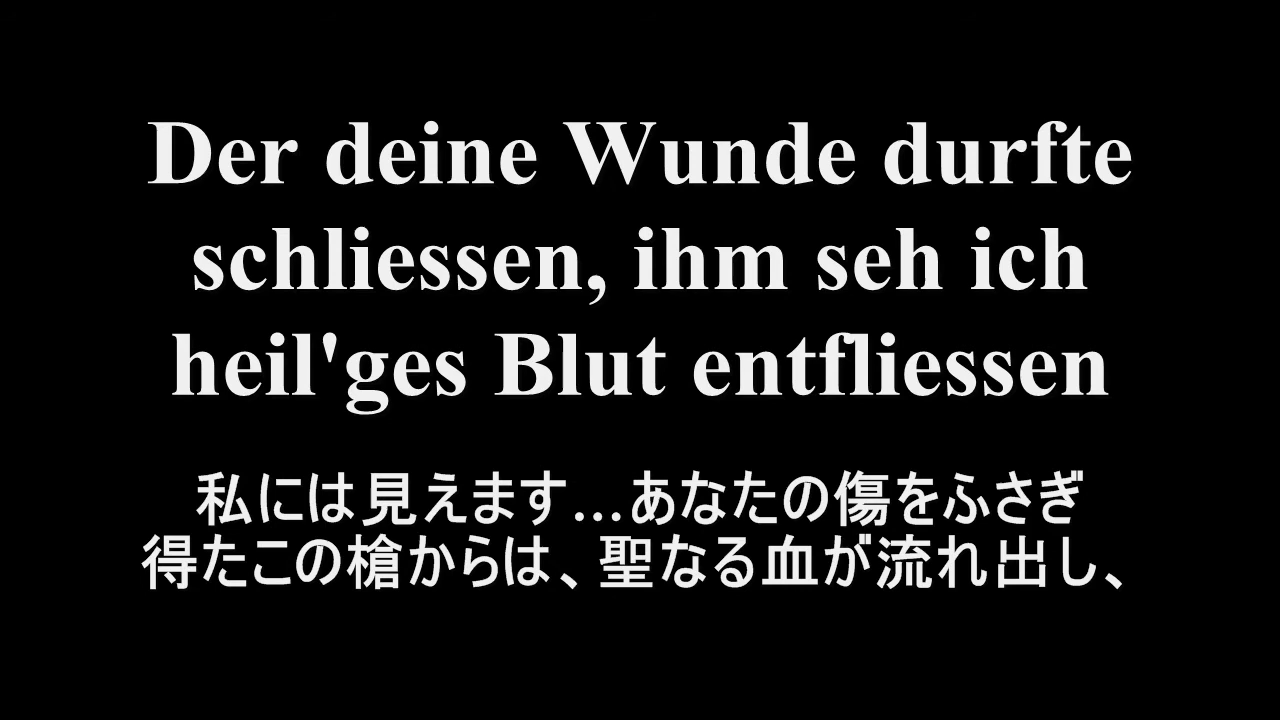 Der deine Wunde durfte
schliessen, ihm seh ich
heil'ges Blut entfliessen
私には見えます…あなたの傷をふさぎ
得たこの槍からは、聖なる血が流れ出し、